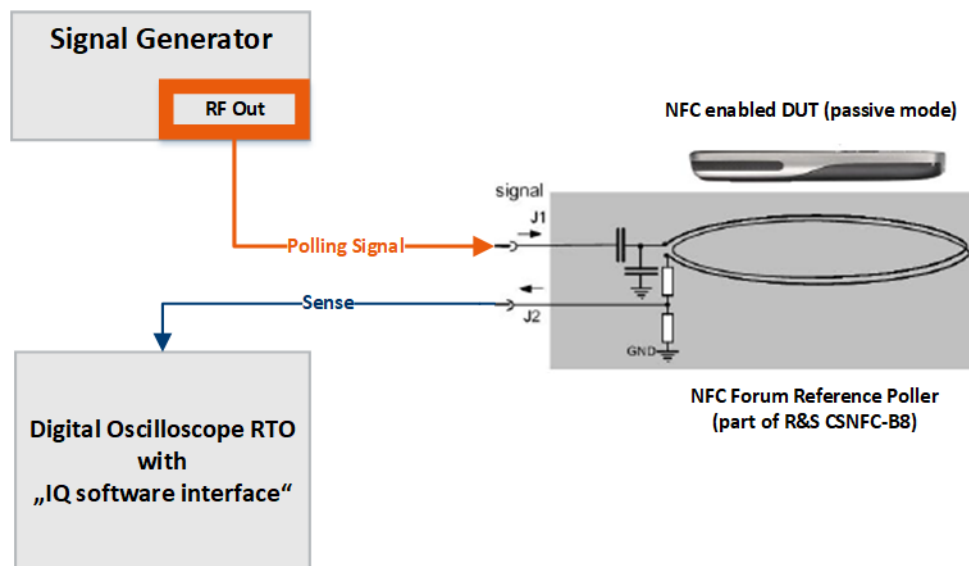 Signal Generator
RF Out
NFC enabled DUT (passive mode)
signal
J1
Polling Signal
Sense
J2
GND
Digital Oscilloscope RTO
with
„IQ software interface“
NFC Forum Reference Poller
(part of R&S CSNFC-B8)